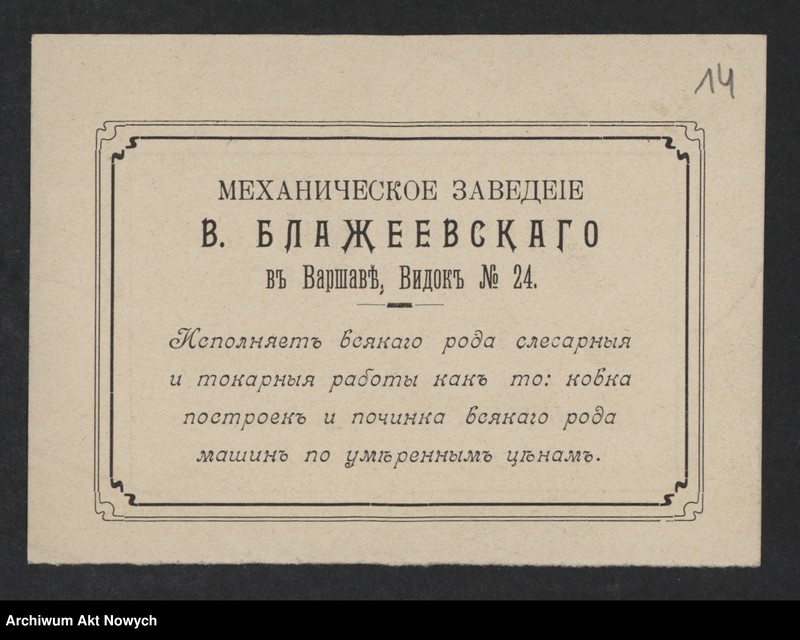 14
МЕХАНИЧЕСКОЕ ЗАВЕДЕІЕ
В. БЛАЖЕЕВСКАГО
въ Варшавѣ, Видокъ № 24.
Исполняетъ всякаго рода слесарныя
и токарныя работы какъ то: ковка
построекъ и починка всякаго рода
машинъ по умѣреннымъ цѣнамъ.
Archiwum Akt Nowych